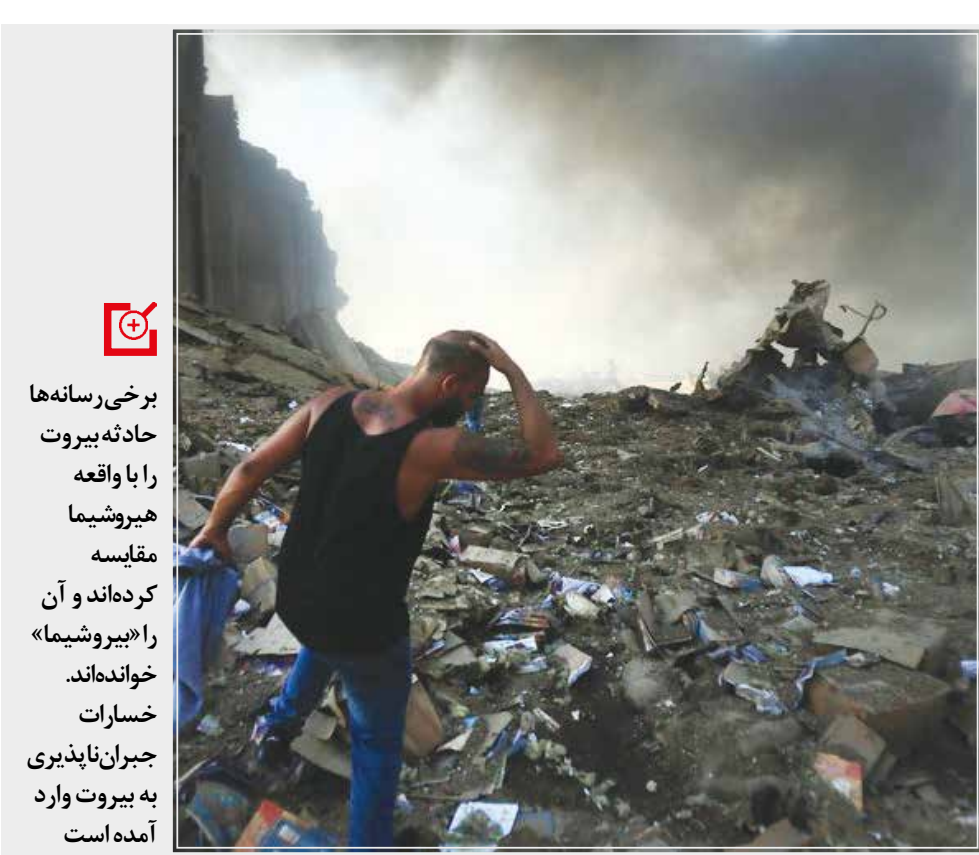 برخی رسانه‌ها
حادثه بیروت
را با واقعه
هیروشیما
مقایسه
کرده‌اند و آن
را «بیروشیما»
خوانده‌اند.
خسارات
جبران‌ناپذیری
به بیروت وارد
آمده است